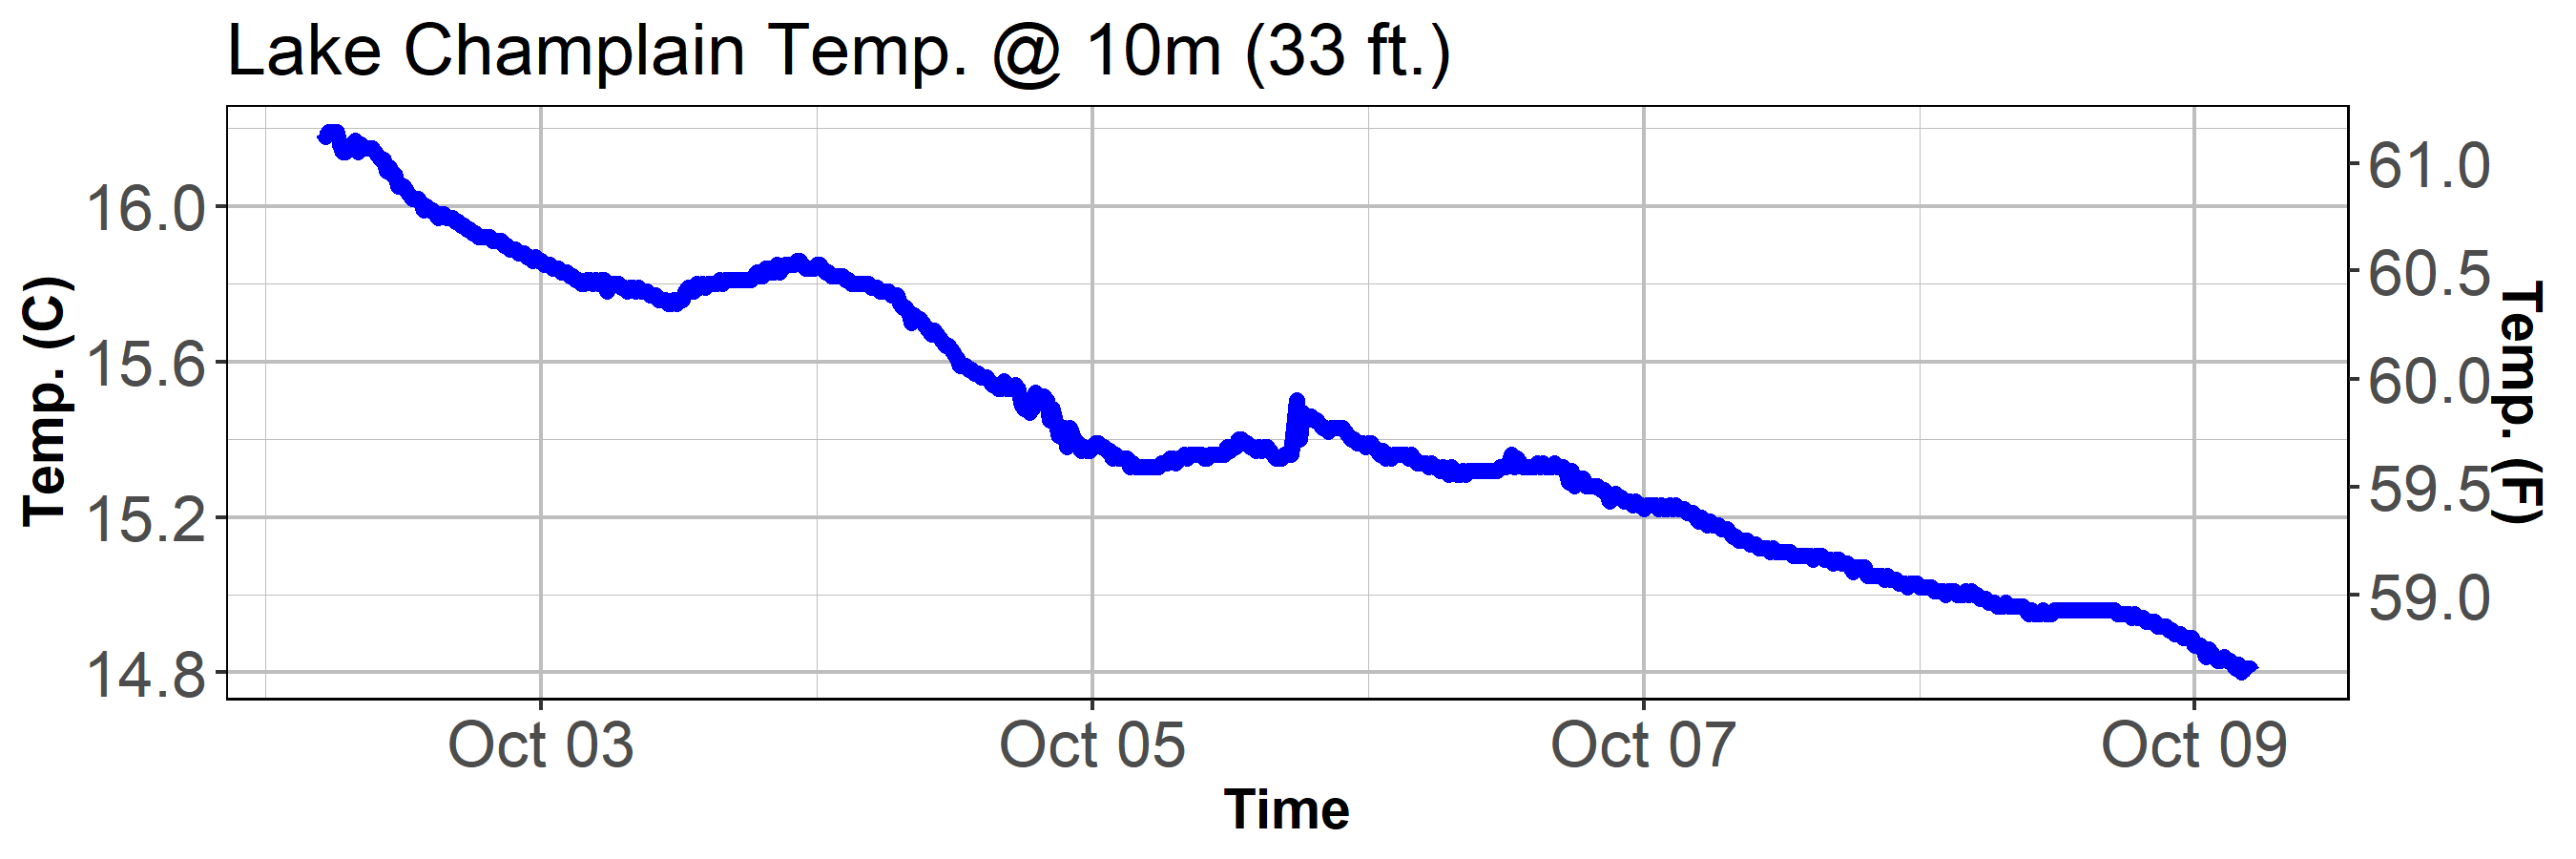 Lake Champlain Temp. @ 10m (33 ft.)
Temp. (C)
16.0
15.6
15.2
14.8
61.0
60.5
60.0
59.5
59.0
Temp. (F)
Oct 03
Oct 05
Oct 07
Oct 09
Time